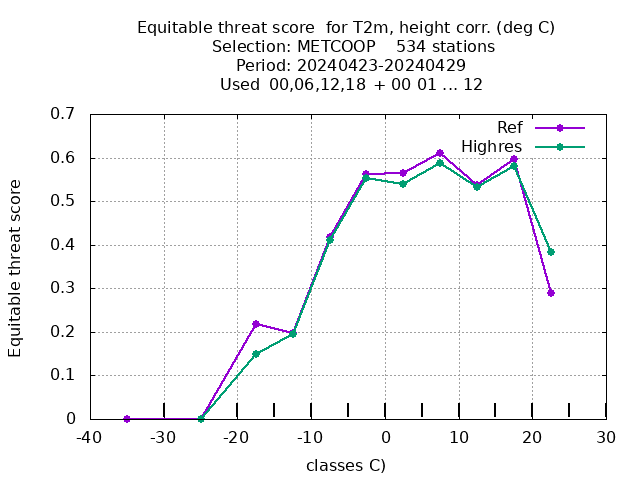 Equitable threat score  for T2m, height corr. (deg C)
Selection: METCOOP    534 stations
Period: 20240423-20240429
Used  00,06,12,18  + 00 01 ... 12
Ref
Highres
Equitable threat score
0.7
0.6
0.5
0.4
0.3
0.2
0.1
0
-40 -30 -20 -10 0 10 20 30
classes C)